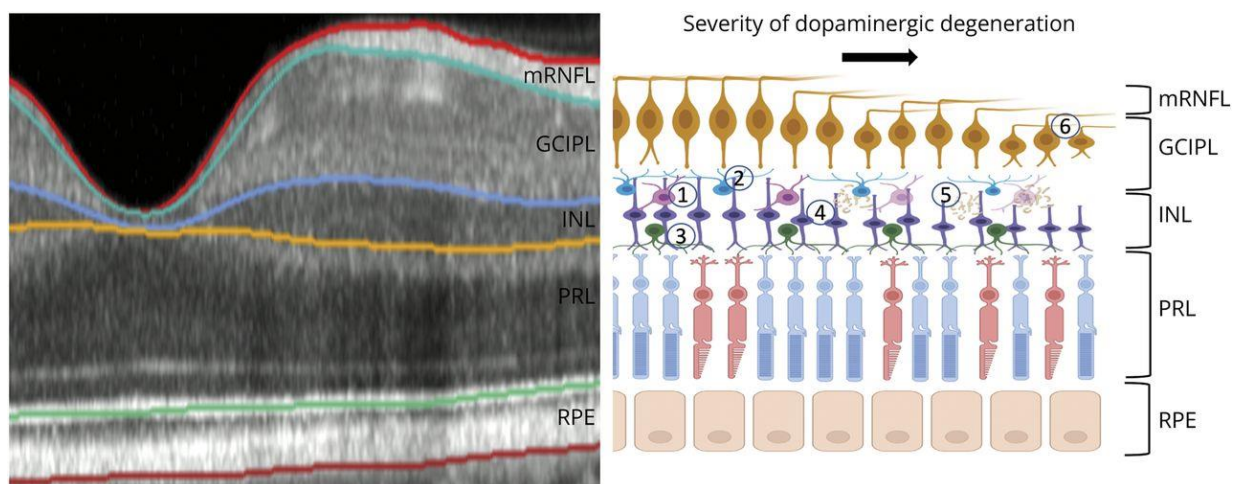 Severity of dopaminergic degeneration
mRNFL
GCIPL
INL
PRL
RPE
1
2
3
4
5
6
mRNFL
GCIPL
INL
PRL
RPE